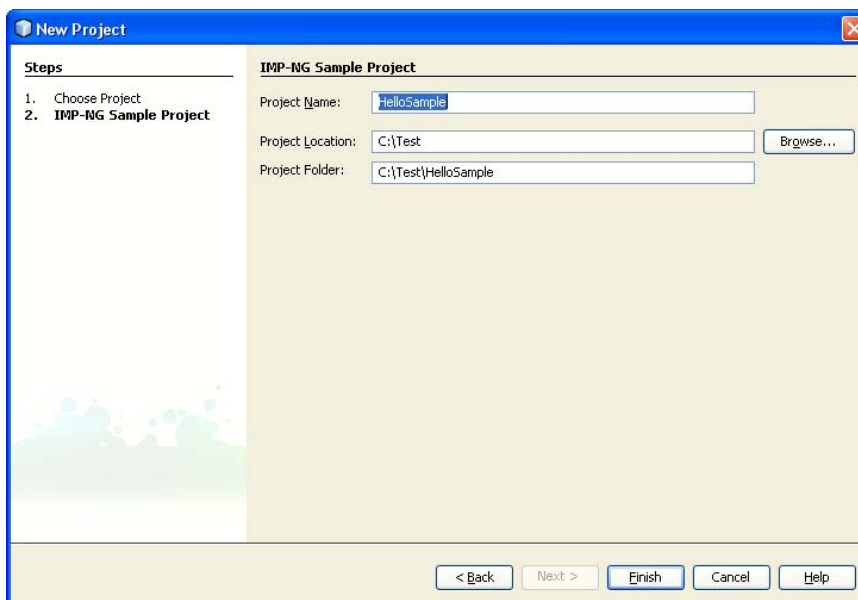 New Project
Steps
1. Choose Project
2. IMP-NG Sample Project
IMP-NG Sample Project
Project Name: HelloSample
Project Location: C:\Test Browse...
Project Folder: C:\Test\HelloSample
< Back Next > Finish Cancel Help